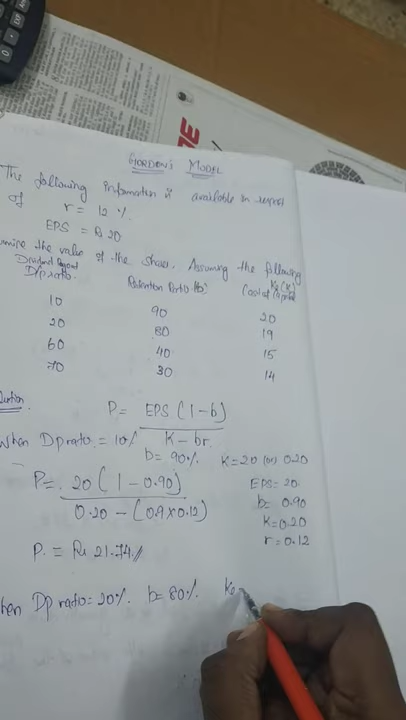 GORDON'S MODEL
The following information is available in respect
of r = 12 %.
EPS = Rs 20
the value of the shares. Assuming the following
Dividend Payout
D/p ratio. Retention Ratio (b) Cost of Capital Ke (K)
10 90 20
20 80 19
60 40 15
70 30 14
P = EPS (1-b)
K - br.
When Dp ratio = 10% b = 90%. K = 20 (or) 0.20
P = 20 (1 - 0.90)
0.20 - (0.9 x 0.12)
EPS = 20
b = 0.90
K = 0.20
r = 0.12
P. = Rs 21.74 //
hen Dp ratio = 20%. b = 80%. Ke